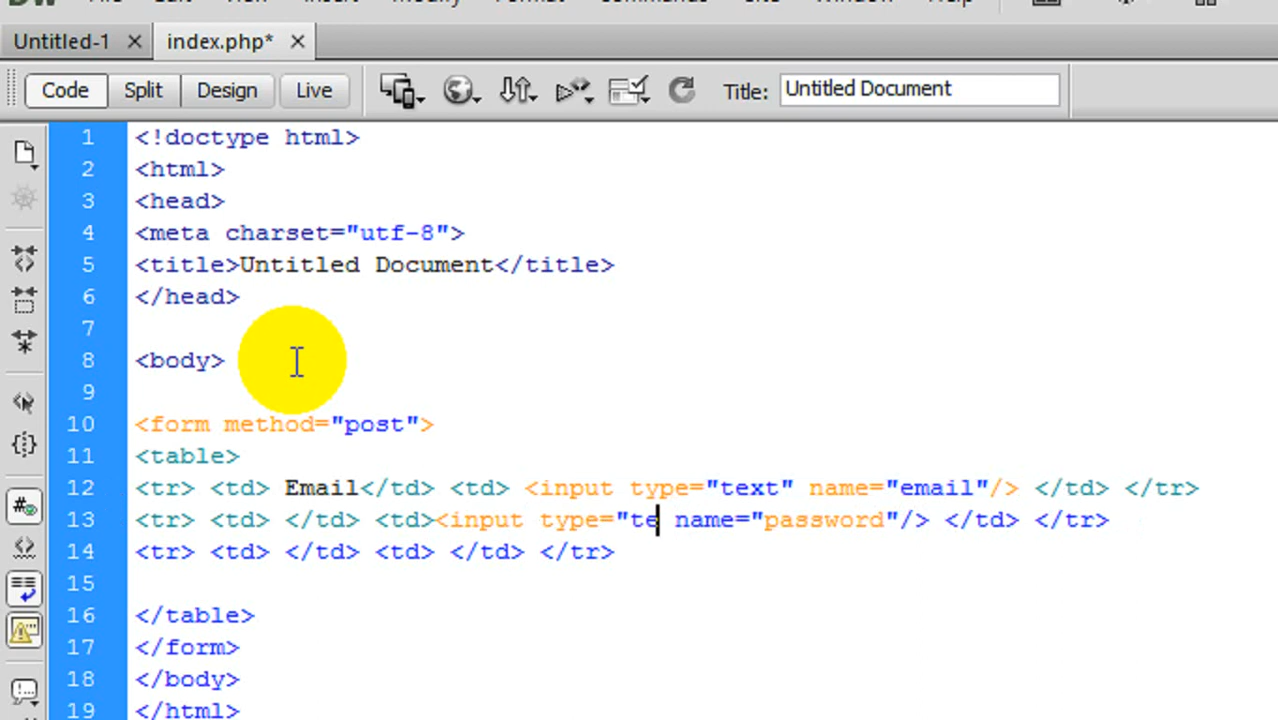 Untitled-1 × index.php* ×
Code Split Design Live Title: Untitled Document
1 <!doctype html>
2 <html>
3 <head>
4 <meta charset="utf-8">
5 <title>Untitled Document</title>
6 </head>
7
8 <body>
9
10 <form method="post">
11 <table>
12 <tr> <td> Email</td> <td> <input type="text" name="email"/> </td> </tr>
13 <tr> <td> </td> <td><input type="te name="password"/> </td> </tr>
14 <tr> <td> </td> <td> </td> </tr>
15
16 </table>
17 </form>
18 </body>
19 </html>